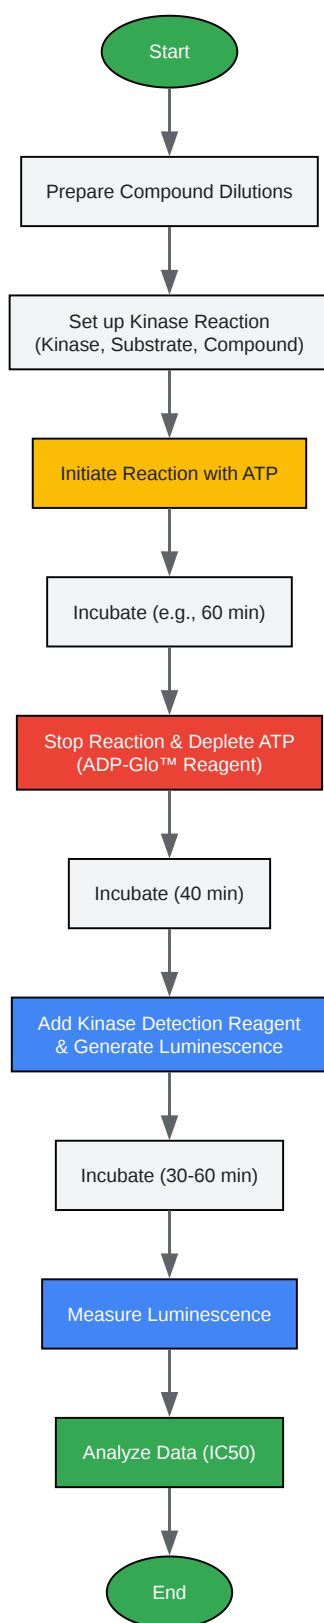 Start
Prepare Compound Dilutions
Set up Kinase Reaction
(Kinase, Substrate, Compound)
Initiate Reaction with ATP
Incubate (e.g., 60 min)
Stop Reaction & Deplete ATP
(ADP-Glo™ Reagent)
Incubate (40 min)
Add Kinase Detection Reagent
& Generate Luminescence
Incubate (30-60 min)
Measure Luminescence
Analyze Data (IC50)
End